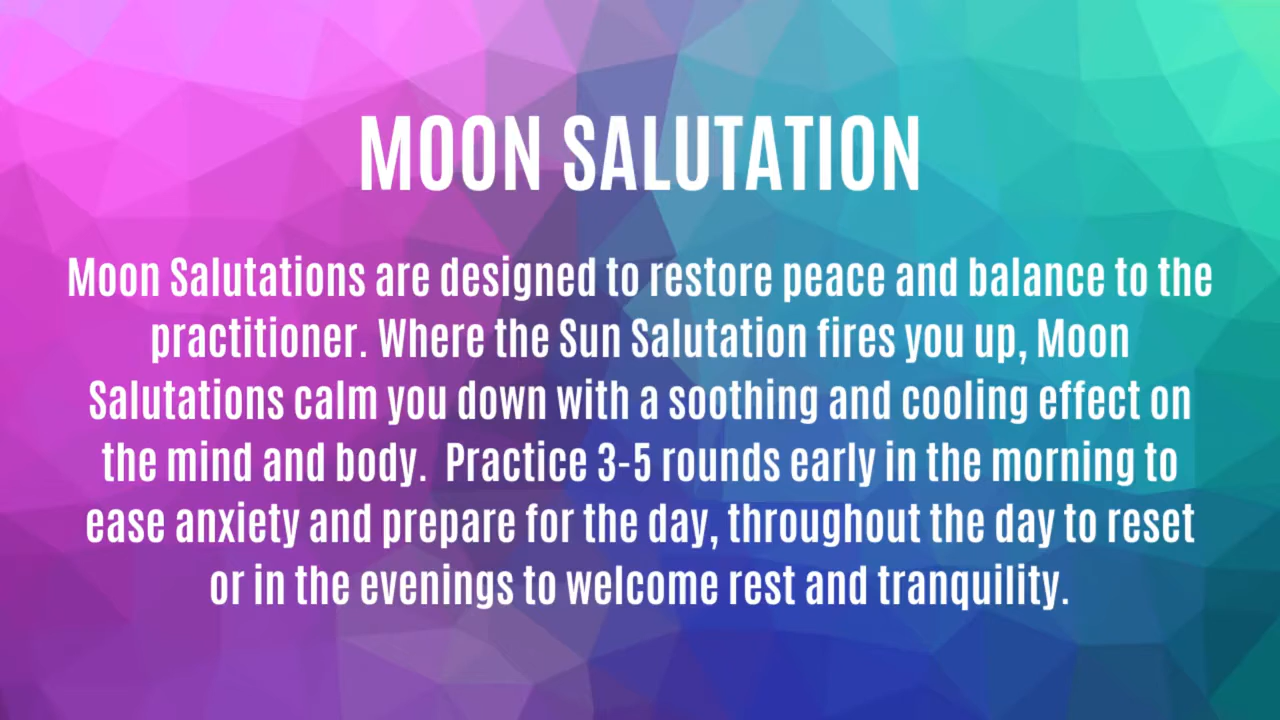 MOON SALUTATION
Moon Salutations are designed to restore peace and balance to the
practitioner. Where the Sun Salutation fires you up, Moon
Salutations calm you down with a soothing and cooling effect on
the mind and body.  Practice 3-5 rounds early in the morning to
ease anxiety and prepare for the day, throughout the day to reset
or in the evenings to welcome rest and tranquility.